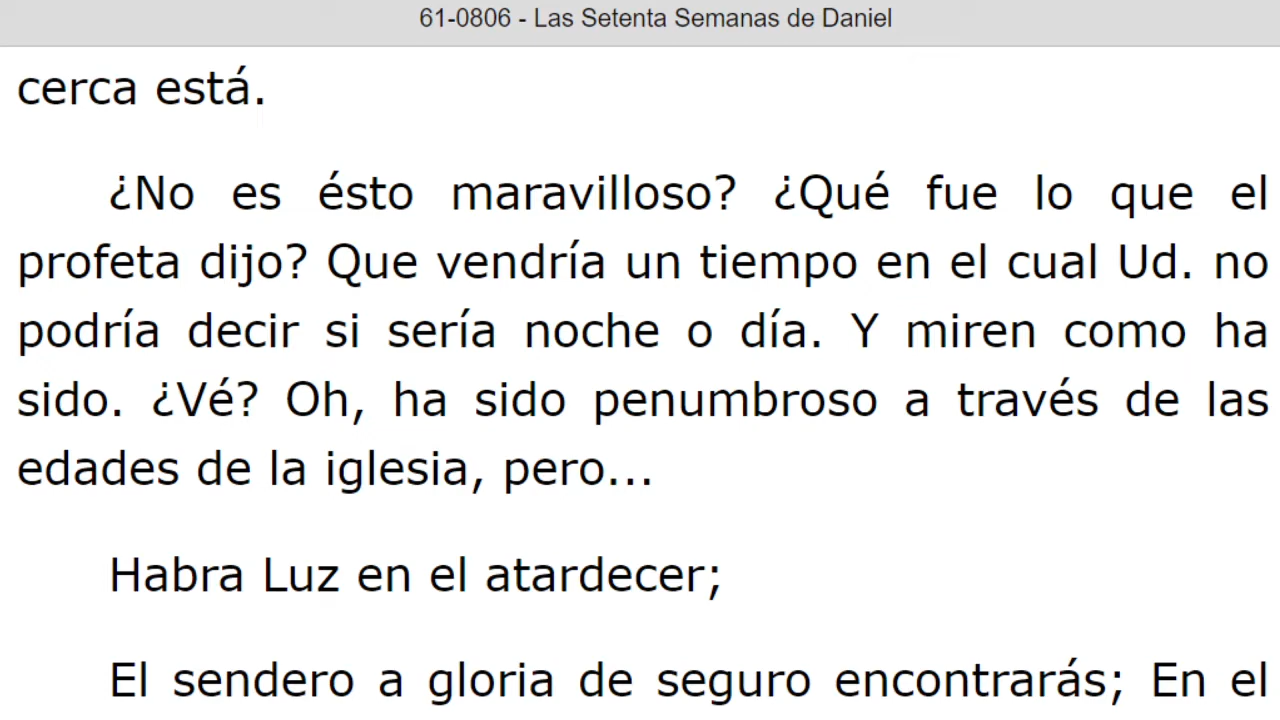 61-0806 - Las Setenta Semanas de Daniel
cerca está.
¿No es ésto maravilloso? ¿Qué fue lo que el
profeta dijo? Que vendría un tiempo en el cual Ud. no
podría decir si sería noche o día. Y miren como ha
sido. ¿Vé? Oh, ha sido penumbroso a través de las
edades de la iglesia, pero...
Habra Luz en el atardecer;
El sendero a gloria de seguro encontrarás; En el